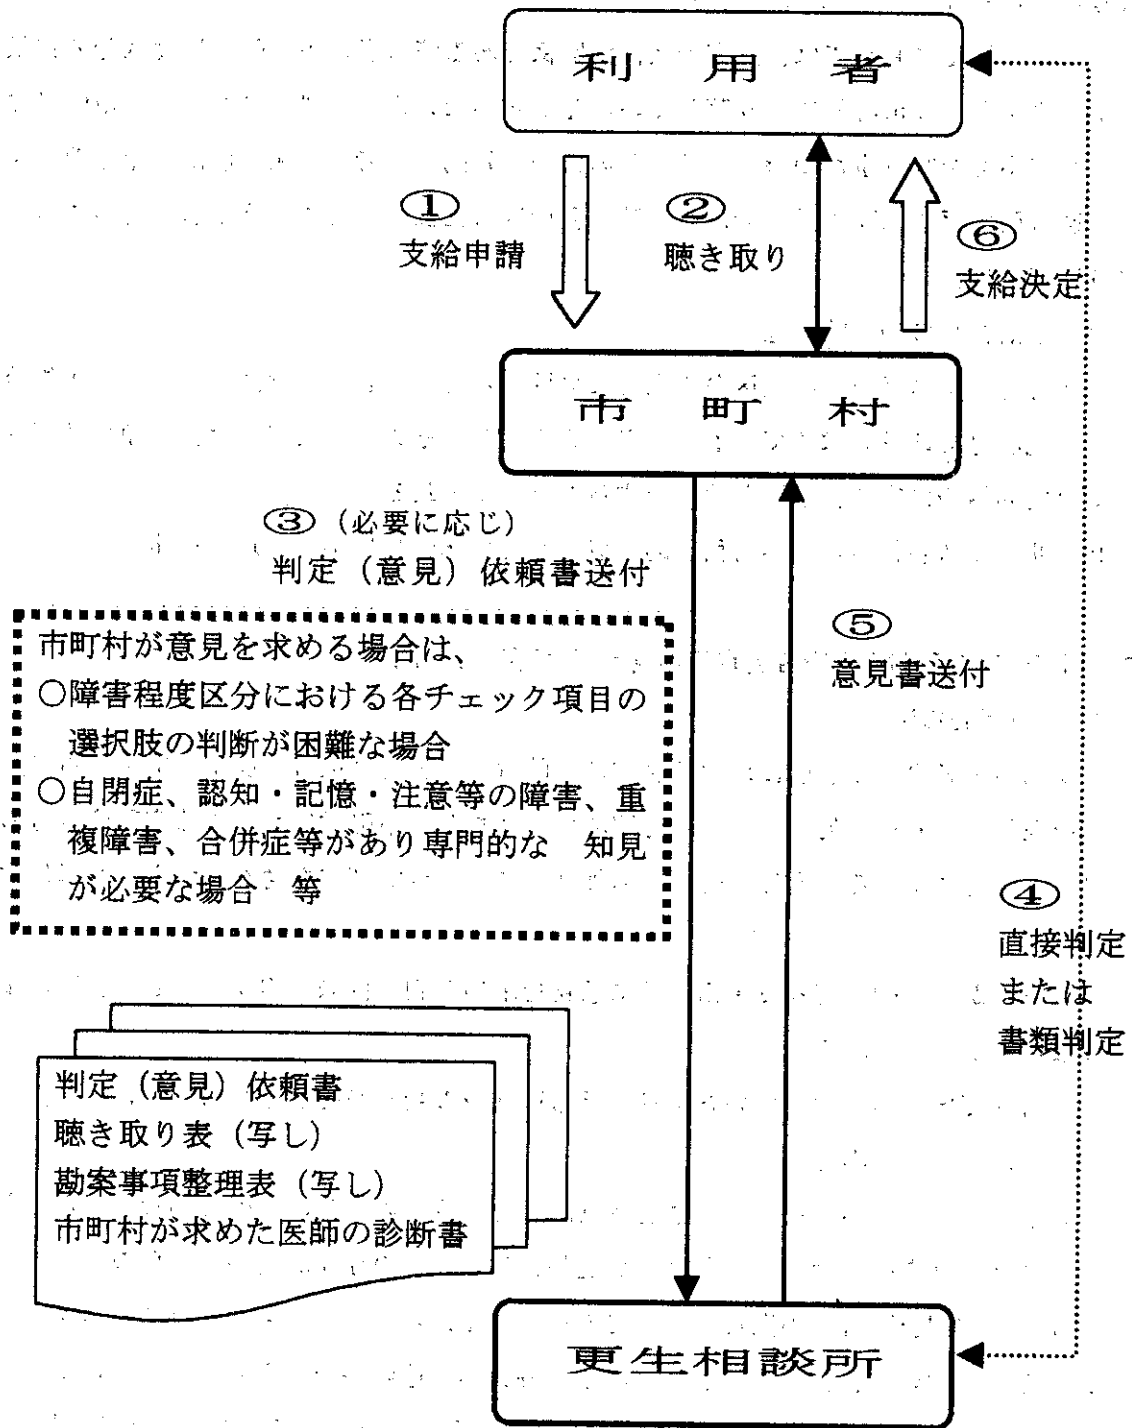 利用者
①
支給申請
②
聴き取り
⑥
支給決定
市町村
③（必要に応じ）
判定（意見）依頼書送付
市町村が意見を求める場合は、
○障害程度区分における各チェック項目の
選択肢の判断が困難な場合
○自閉症、認知・記憶・注意等の障害、重
複障害、合併症等があり専門的な　知見
が必要な場合　等
⑤
意見書送付
④
直接判定
または
書類判定
判定（意見）依頼書
聴き取り表（写し）
勘案事項整理表（写し）
市町村が求めた医師の診断書
更生相談所